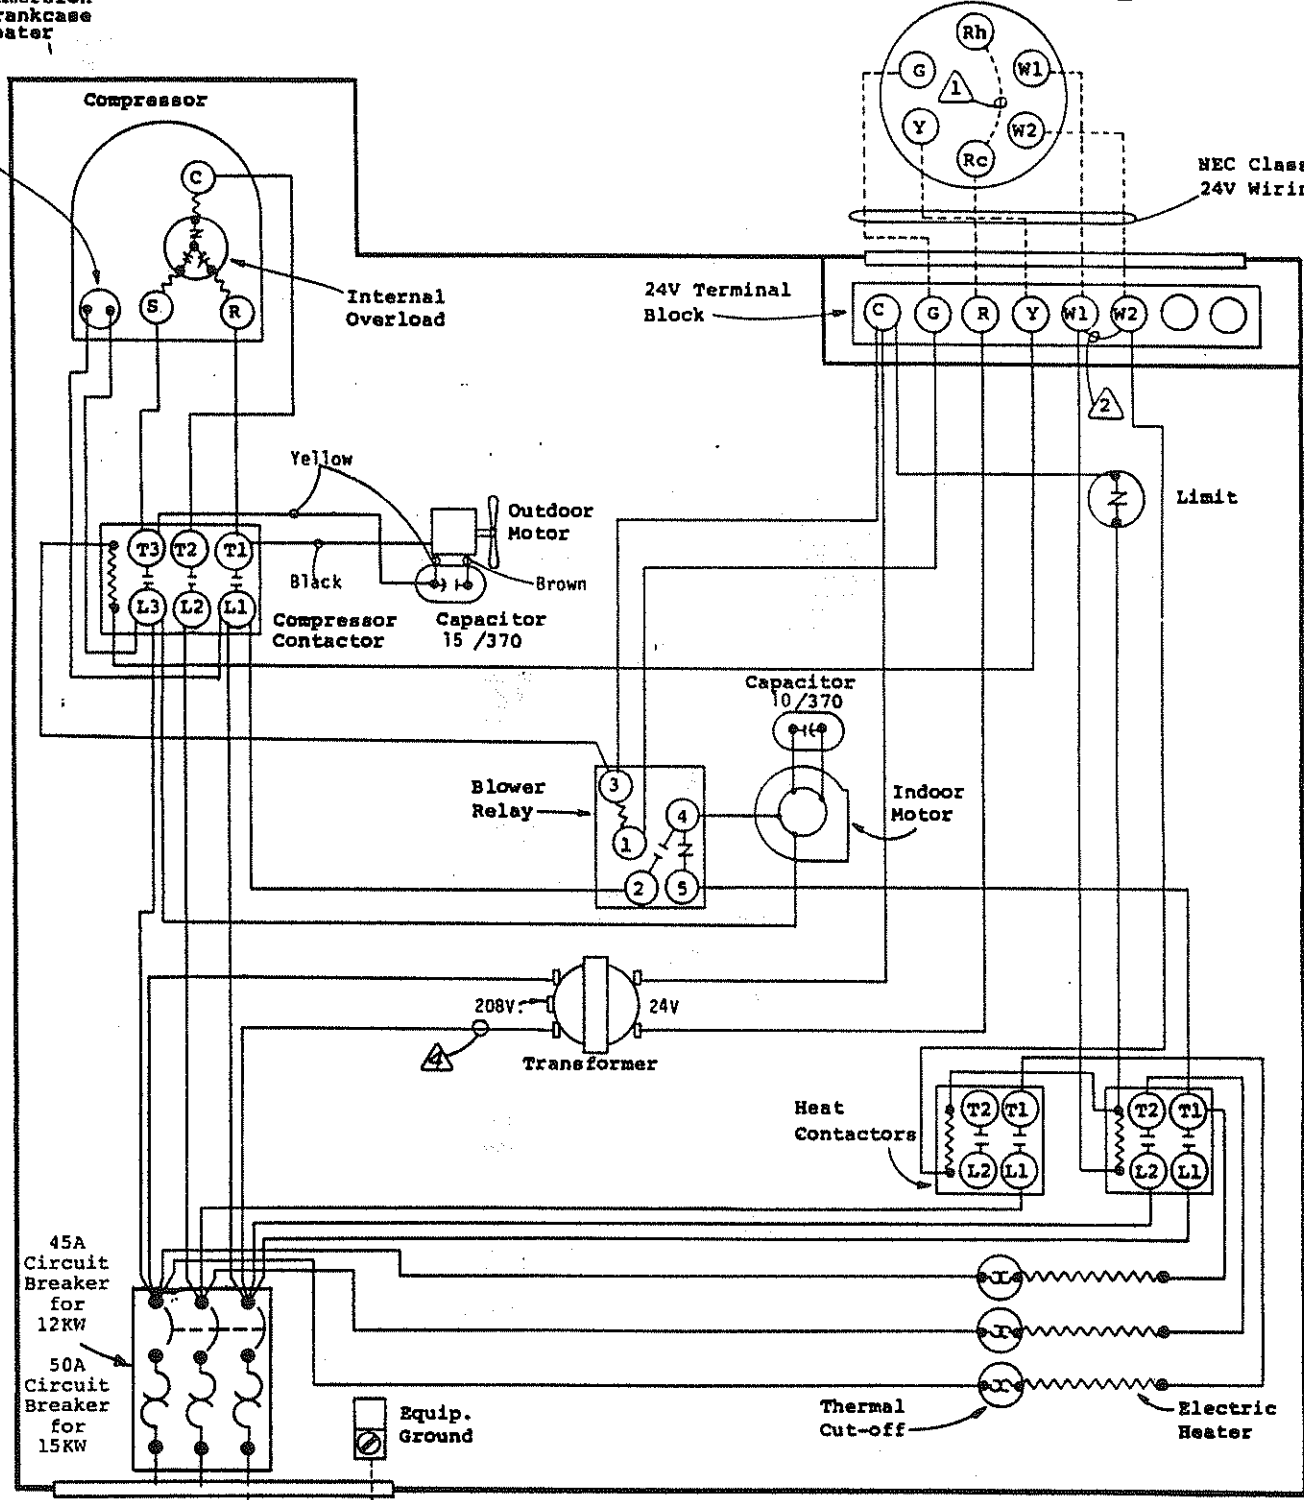 Compressor
Rh
G
W1
1
Y
W2
Rc
NEC Clas
24V Wirin
C
S
R
Internal
Overload
24V Terminal
Block
C
G
R
Y
W1
W2
2
Limit
Yellow
Outdoor
Motor
T3
T2
T1
Black
Brown
L3
L2
L1
Compressor
Contactor
Capacitor
15 /370
Capacitor
10/370
Blower
Relay
3
4
1
2
5
Indoor
Motor
208V.
24V
4
Transformer
Heat
Contactors
T2
T1
L2
L1
T2
T1
L2
L1
45A
Circuit
Breaker
for
12KW
50A
Circuit
Breaker
for
15KW
Equip.
Ground
Thermal
Cut-off
Electric
Heater